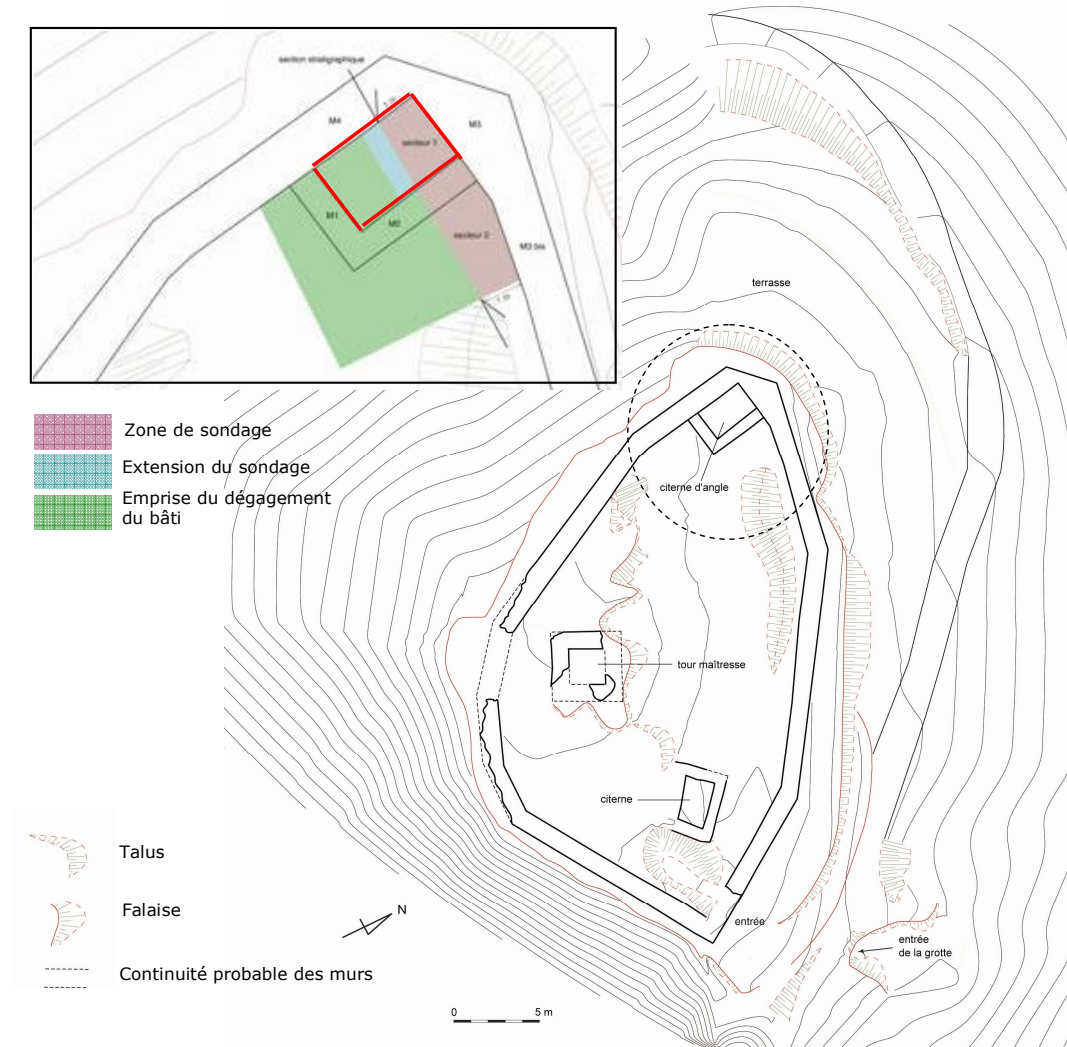 section stratigraphique
M4
1 m
M3
secteur 1
M1
M2
secteur 2
M3 bis
1 m
terrasse
Zone de sondage
Extension du sondage
Emprise du dégagement
du bâti
citerne d'angle
tour maîtresse
citerne
Talus
Falaise
N
entrée
entrée
de la grotte
Continuité probable des murs
0 5 m